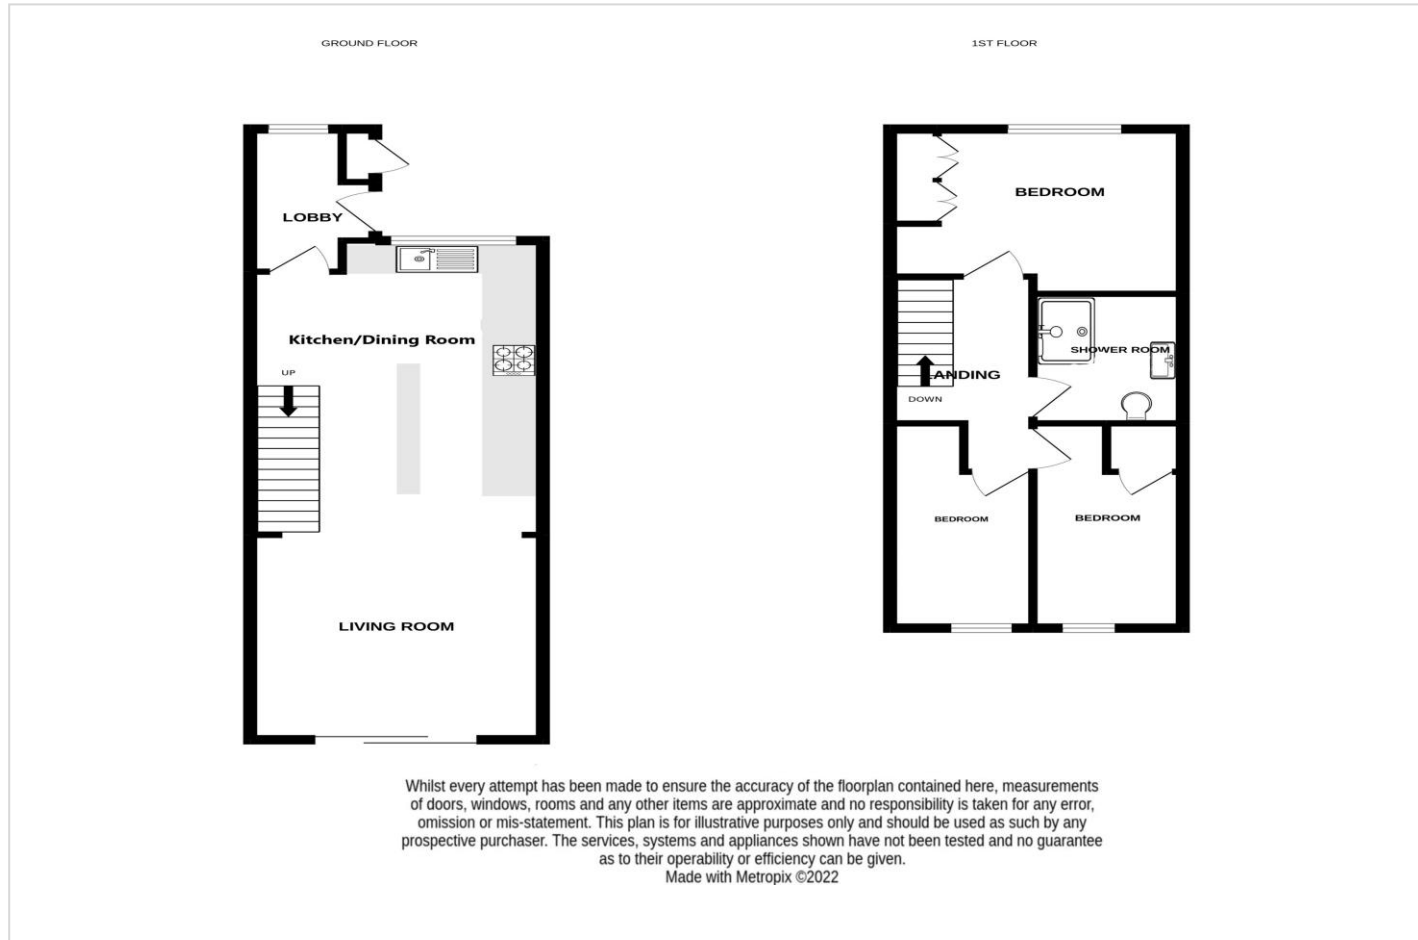 GROUND FLOOR
1ST FLOOR
LOBBY
Kitchen/Dining Room
UP
LIVING ROOM
BEDROOM
SHOWER ROOM
LANDING
DOWN
BEDROOM
BEDROOM
Whilst every attempt has been made to ensure the accuracy of the floorplan contained here, measurements
of doors, windows, rooms and any other items are approximate and no responsibility is taken for any error,
omission or mis-statement. This plan is for illustrative purposes only and should be used as such by any
prospective purchaser. The services, systems and appliances shown have not been tested and no guarantee
as to their operability or efficiency can be given.
Made with Metropix ©2022